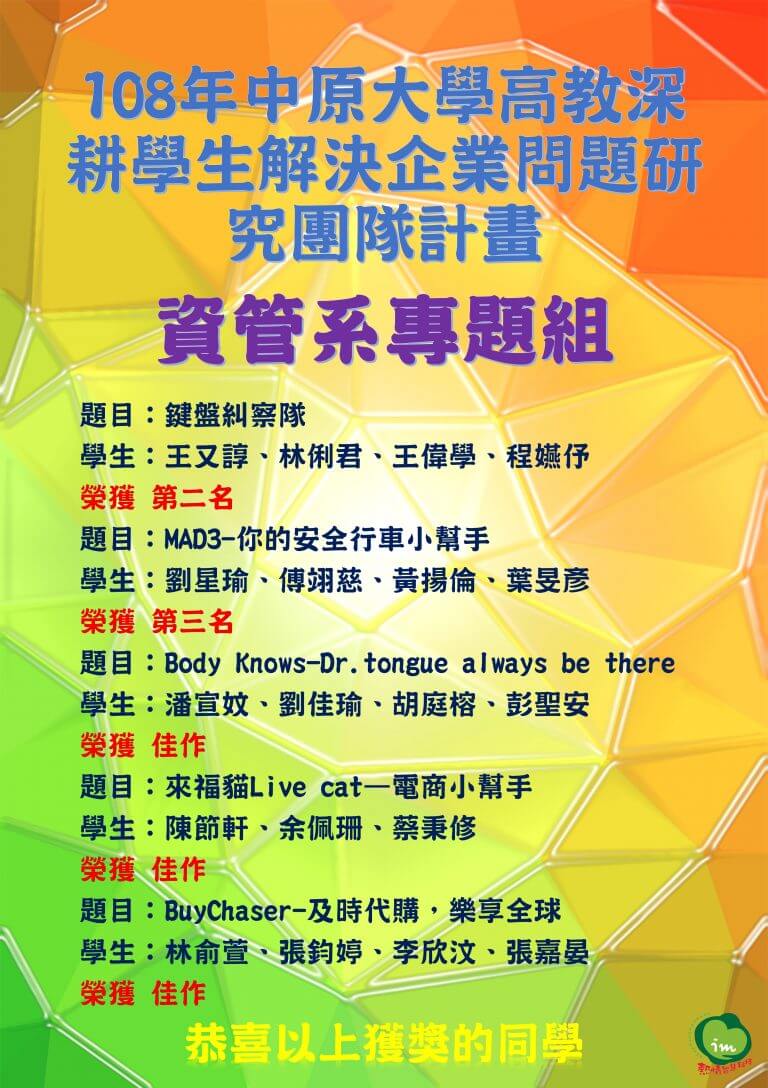 108年中原大學高教深
耕學生解決企業問題研
究團隊計畫
資管系專題組
題目：鍵盤糾察隊
學生：王又諄、林俐君、王偉學、程嬿伃
榮獲 第二名
題目：MAD3-你的安全行車小幫手
學生：劉星瑜、傅翊慈、黃揚倫、葉旻彥
榮獲 第三名
題目：Body Knows-Dr.tongue always be there
學生：潘宣妏、劉佳瑜、胡庭榕、彭聖安
榮獲 佳作
題目：來福貓Live cat—電商小幫手
學生：陳節軒、余佩珊、蔡秉修
榮獲 佳作
題目：BuyChaser-及時代購，樂享全球
學生：林俞萱、張鈞婷、李欣汶、張嘉晏
榮獲 佳作
恭喜以上獲獎的同學
im